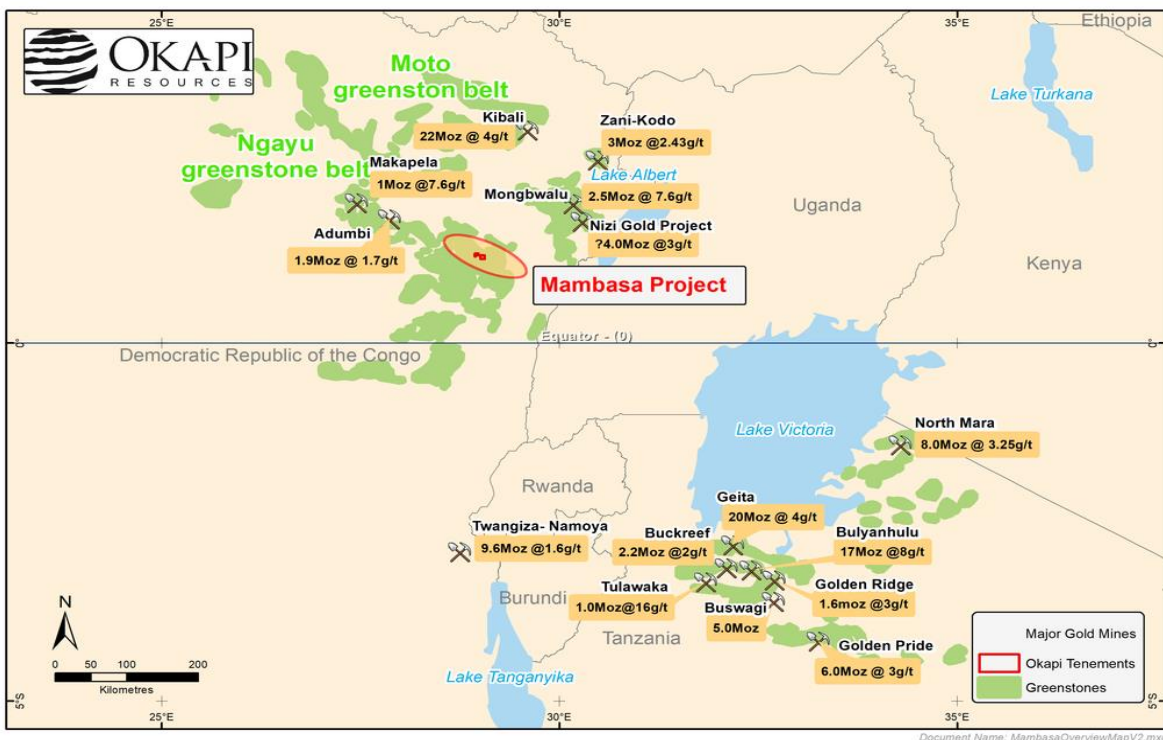 25°E
30°E
35°E
Ethiopia
OKAPI
RESOURCES
Moto
greenston belt
Lake Turkana
Kibali
22Moz @ 4g/t
Zani-Kodo
3Moz @2.43g/t
Ngayu
greenstone belt
Makapela
1Moz @7.6g/t
Lake Albert
Mongbwalu
2.5Moz @ 7.6g/t
Uganda
Nizi Gold Project
?4.0Moz @3g/t
Adumbi
1.9Moz @ 1.7g/t
Kenya
Mambasa Project
Equator - (0)
0°
0°
Democratic Republic of the Congo
North Mara
8.0Moz @ 3.25g/t
Lake Victoria
Rwanda
Geita
20Moz @ 4g/t
Twangiza- Namoya
9.6Moz @1.6g/t
Buckreef
2.2Moz @2g/t
Bulyanhulu
17Moz @8g/t
Tulawaka
1.0Moz@16g/t
Golden Ridge
1.6moz @3g/t
Burundi
Buswagi
5.0Moz
Tanzania
Golden Pride
6.0Moz @ 3g/t
N
0 50 100 200
Kilometres
Lake Tanganyika
Major Gold Mines
Okapi Tenements
Greenstones
5°S
5°S
25°E
30°E
35°E
Document Name: MambasaOverviewMapV2.mxd